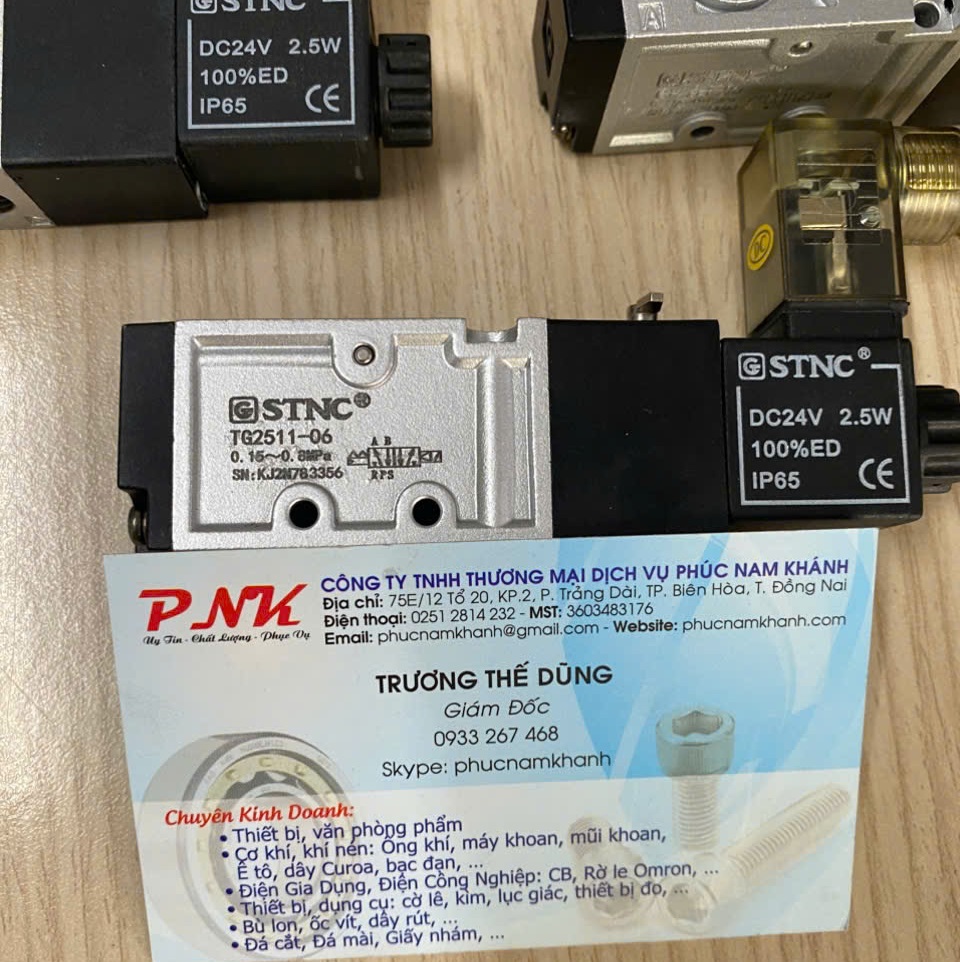 STNC
DC24V 2.5W
100%ED
IP65 CE
A
DC
STNC®
TG2511-06
0.15~0.8MPa
SN:KJ2N783356
A B
R P S
STNC®
DC24V 2.5W
100%ED
IP65 CE
PNK
Uy Tín - Chất Lượng - Phục Vụ
CÔNG TY TNHH THƯƠNG MẠI DỊCH VỤ PHÚC NAM KHÁNH
Địa chỉ: 75E/12 Tổ 20, KP.2, P. Trảng Dài, TP. Biên Hòa, T. Đồng Nai
Điện thoại: 0251 2814 232 - MST: 3603483176
Email: phucnamkhanh@gmail.com - Website: phucnamkhanh.com
TRƯƠNG THẾ DŨNG
Giám Đốc
0933 267 468
Skype: phucnamkhanh
Chuyên Kinh Doanh:
• Thiết bị, văn phòng phẩm
• Cơ khí, khí nén: Ống khí, máy khoan, mũi khoan,
Ê tô, dây Curoa, bạc đạn, ...
• Điện Gia Dụng, Điện Công Nghiệp: CB, Rờ le Omron, ...
• Thiết bị, dụng cụ: cờ lê, kìm, lục giác, thiết bị đo, ...
• Bù lon, ốc vít, dây rút, ...
• Đá cắt, Đá mài, Giấy nhám, ...